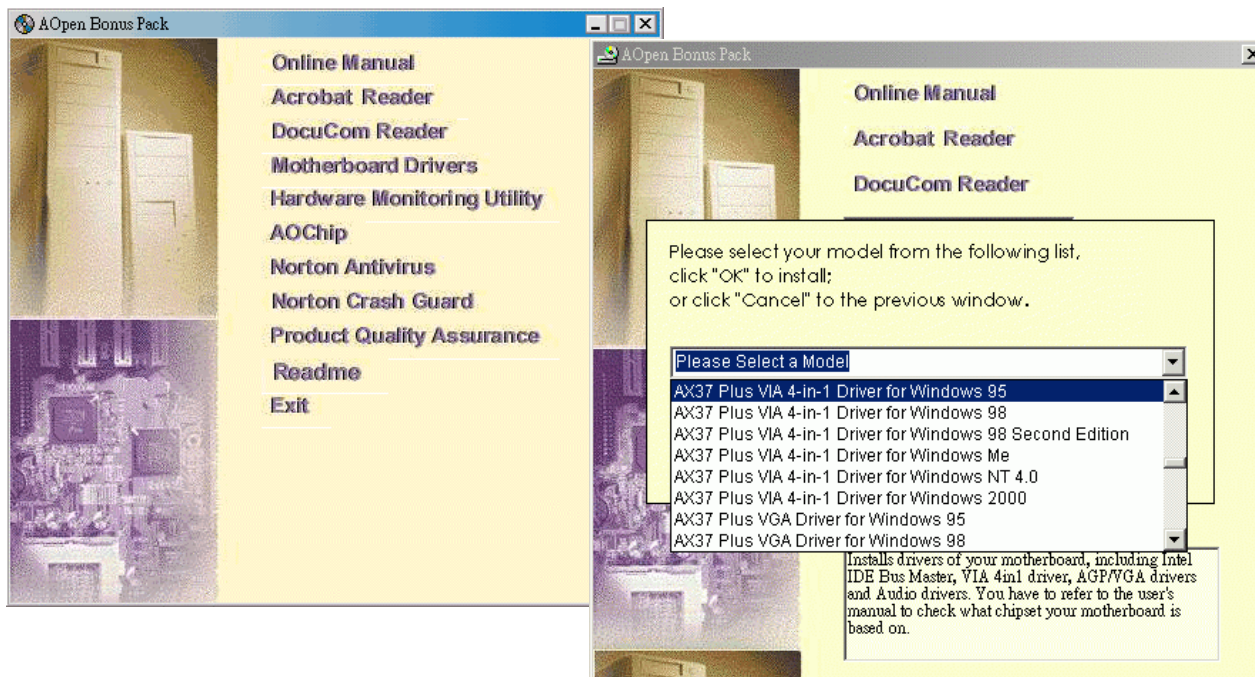 AOpen Bonus Pack
Online Manual
Acrobat Reader
DocuCom Reader
Motherboard Drivers
Hardware Monitoring Utility
AOChip
Norton Antivirus
Norton Crash Guard
Product Quality Assurance
Readme
Exit
AOpen Bonus Pack
Online Manual
Acrobat Reader
DocuCom Reader
Please select your model from the following list,
click "OK" to install;
or click "Cancel" to the previous window.
Please Select a Model
AX37 Plus VIA 4-in-1 Driver for Windows 95
AX37 Plus VIA 4-in-1 Driver for Windows 98
AX37 Plus VIA 4-in-1 Driver for Windows 98 Second Edition
AX37 Plus VIA 4-in-1 Driver for Windows Me
AX37 Plus VIA 4-in-1 Driver for Windows NT 4.0
AX37 Plus VIA 4-in-1 Driver for Windows 2000
AX37 Plus VGA Driver for Windows 95
AX37 Plus VGA Driver for Windows 98
Installs drivers of your motherboard, including Intel
IDE Bus Master, VIA 4in1 driver, AGP/VGA drivers
and Audio drivers. You have to refer to the user's
manual to check what chipset your motherboard is
based on.